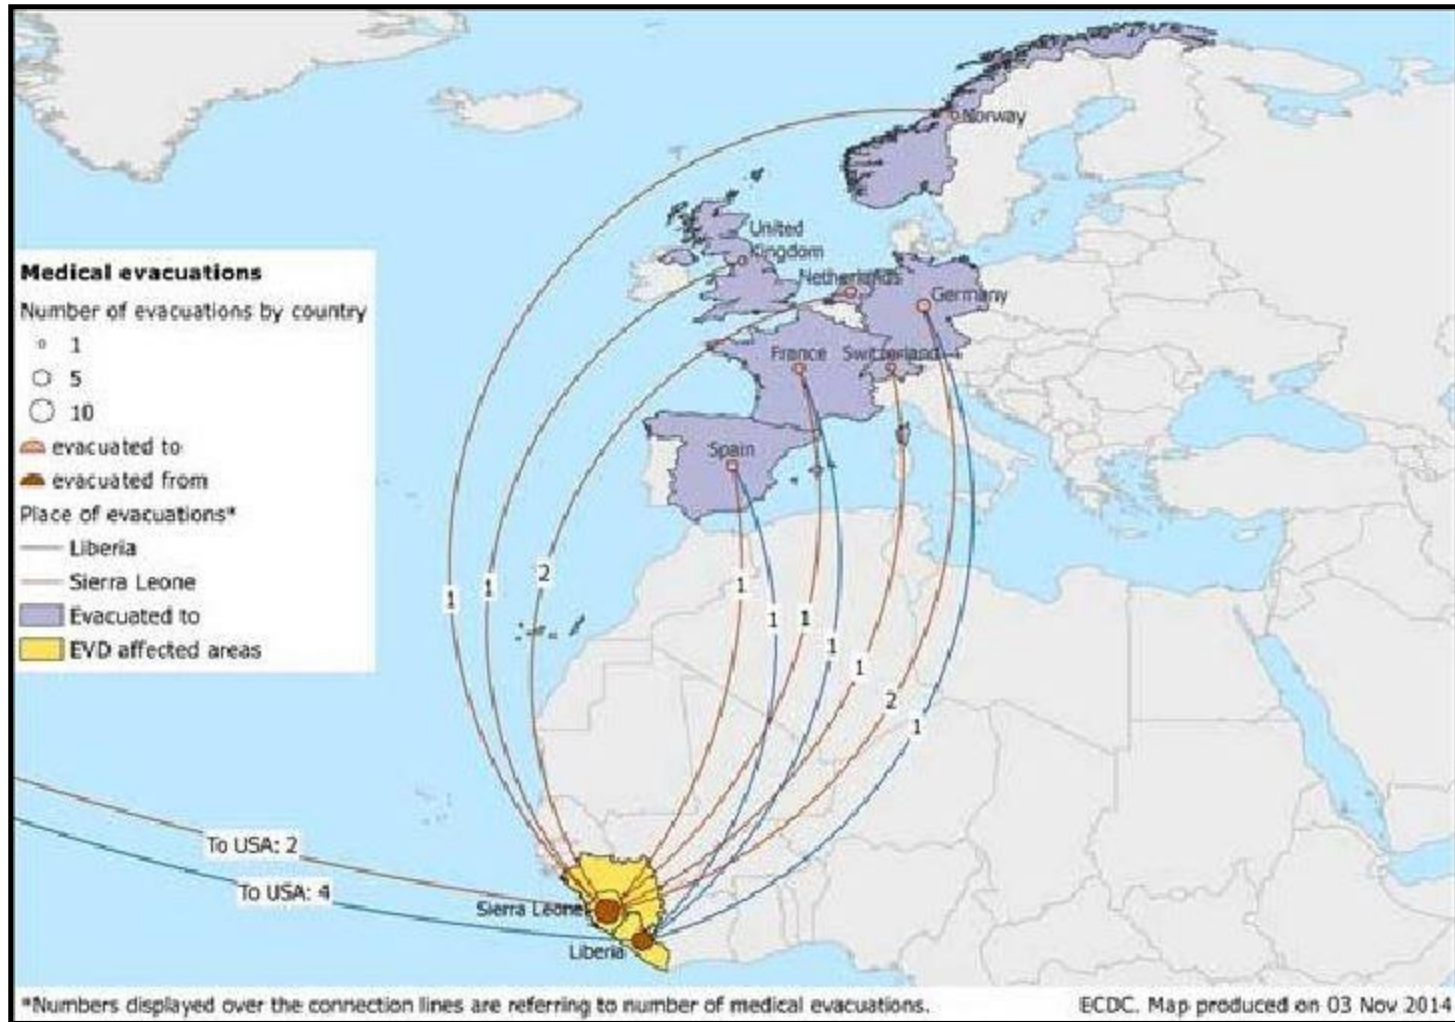 Norway
United
Kingdom
Netherlands
Germany
France
Switzerland
Spain
Medical evacuations
Number of evacuations by country
1
5
10
evacuated to
evacuated from
Place of evacuations*
Liberia
Sierra Leone
Evacuated to
EVD affected areas
1
1
2
1
1
1
1
1
2
1
To USA: 2
To USA: 4
Sierra Leone
Liberia
*Numbers displayed over the connection lines are referring to number of medical evacuations.
ECDC. Map produced on 03 Nov 2014